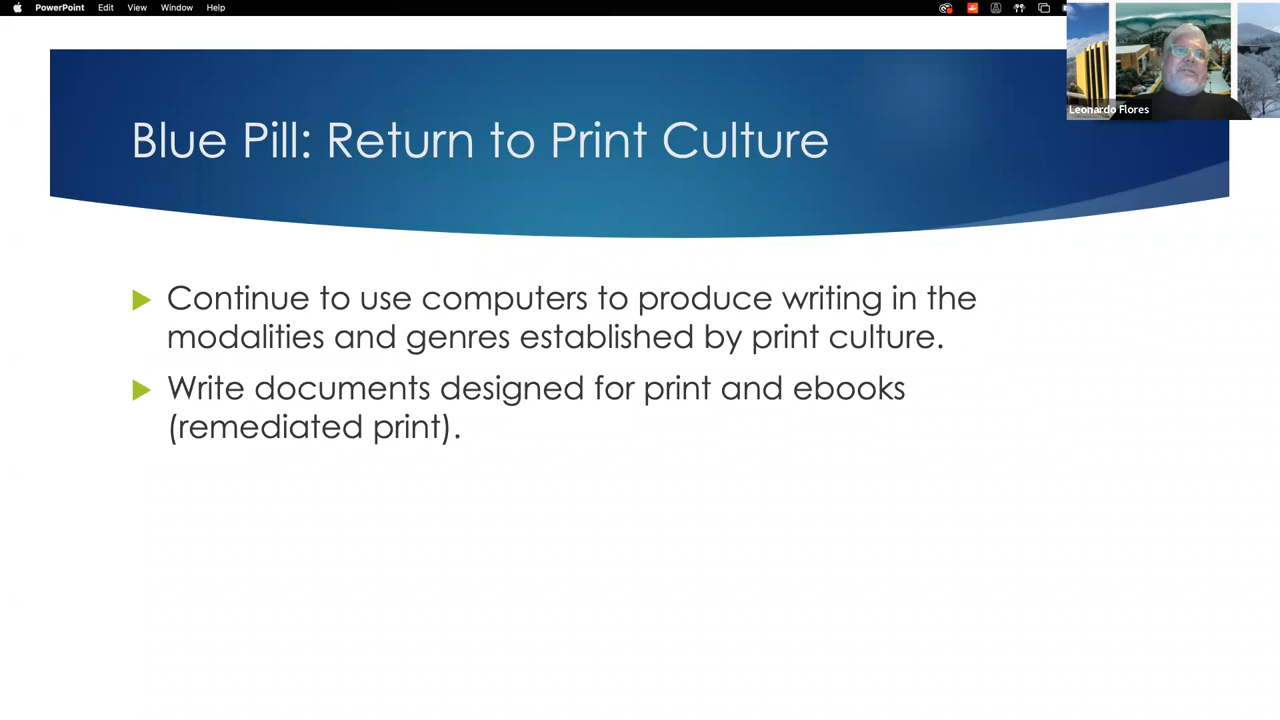 PowerPoint Edit View Window Help
Leonardo Flores
Blue Pill: Return to Print Culture
Continue to use computers to produce writing in the
modalities and genres established by print culture.
Write documents designed for print and ebooks
(remediated print).